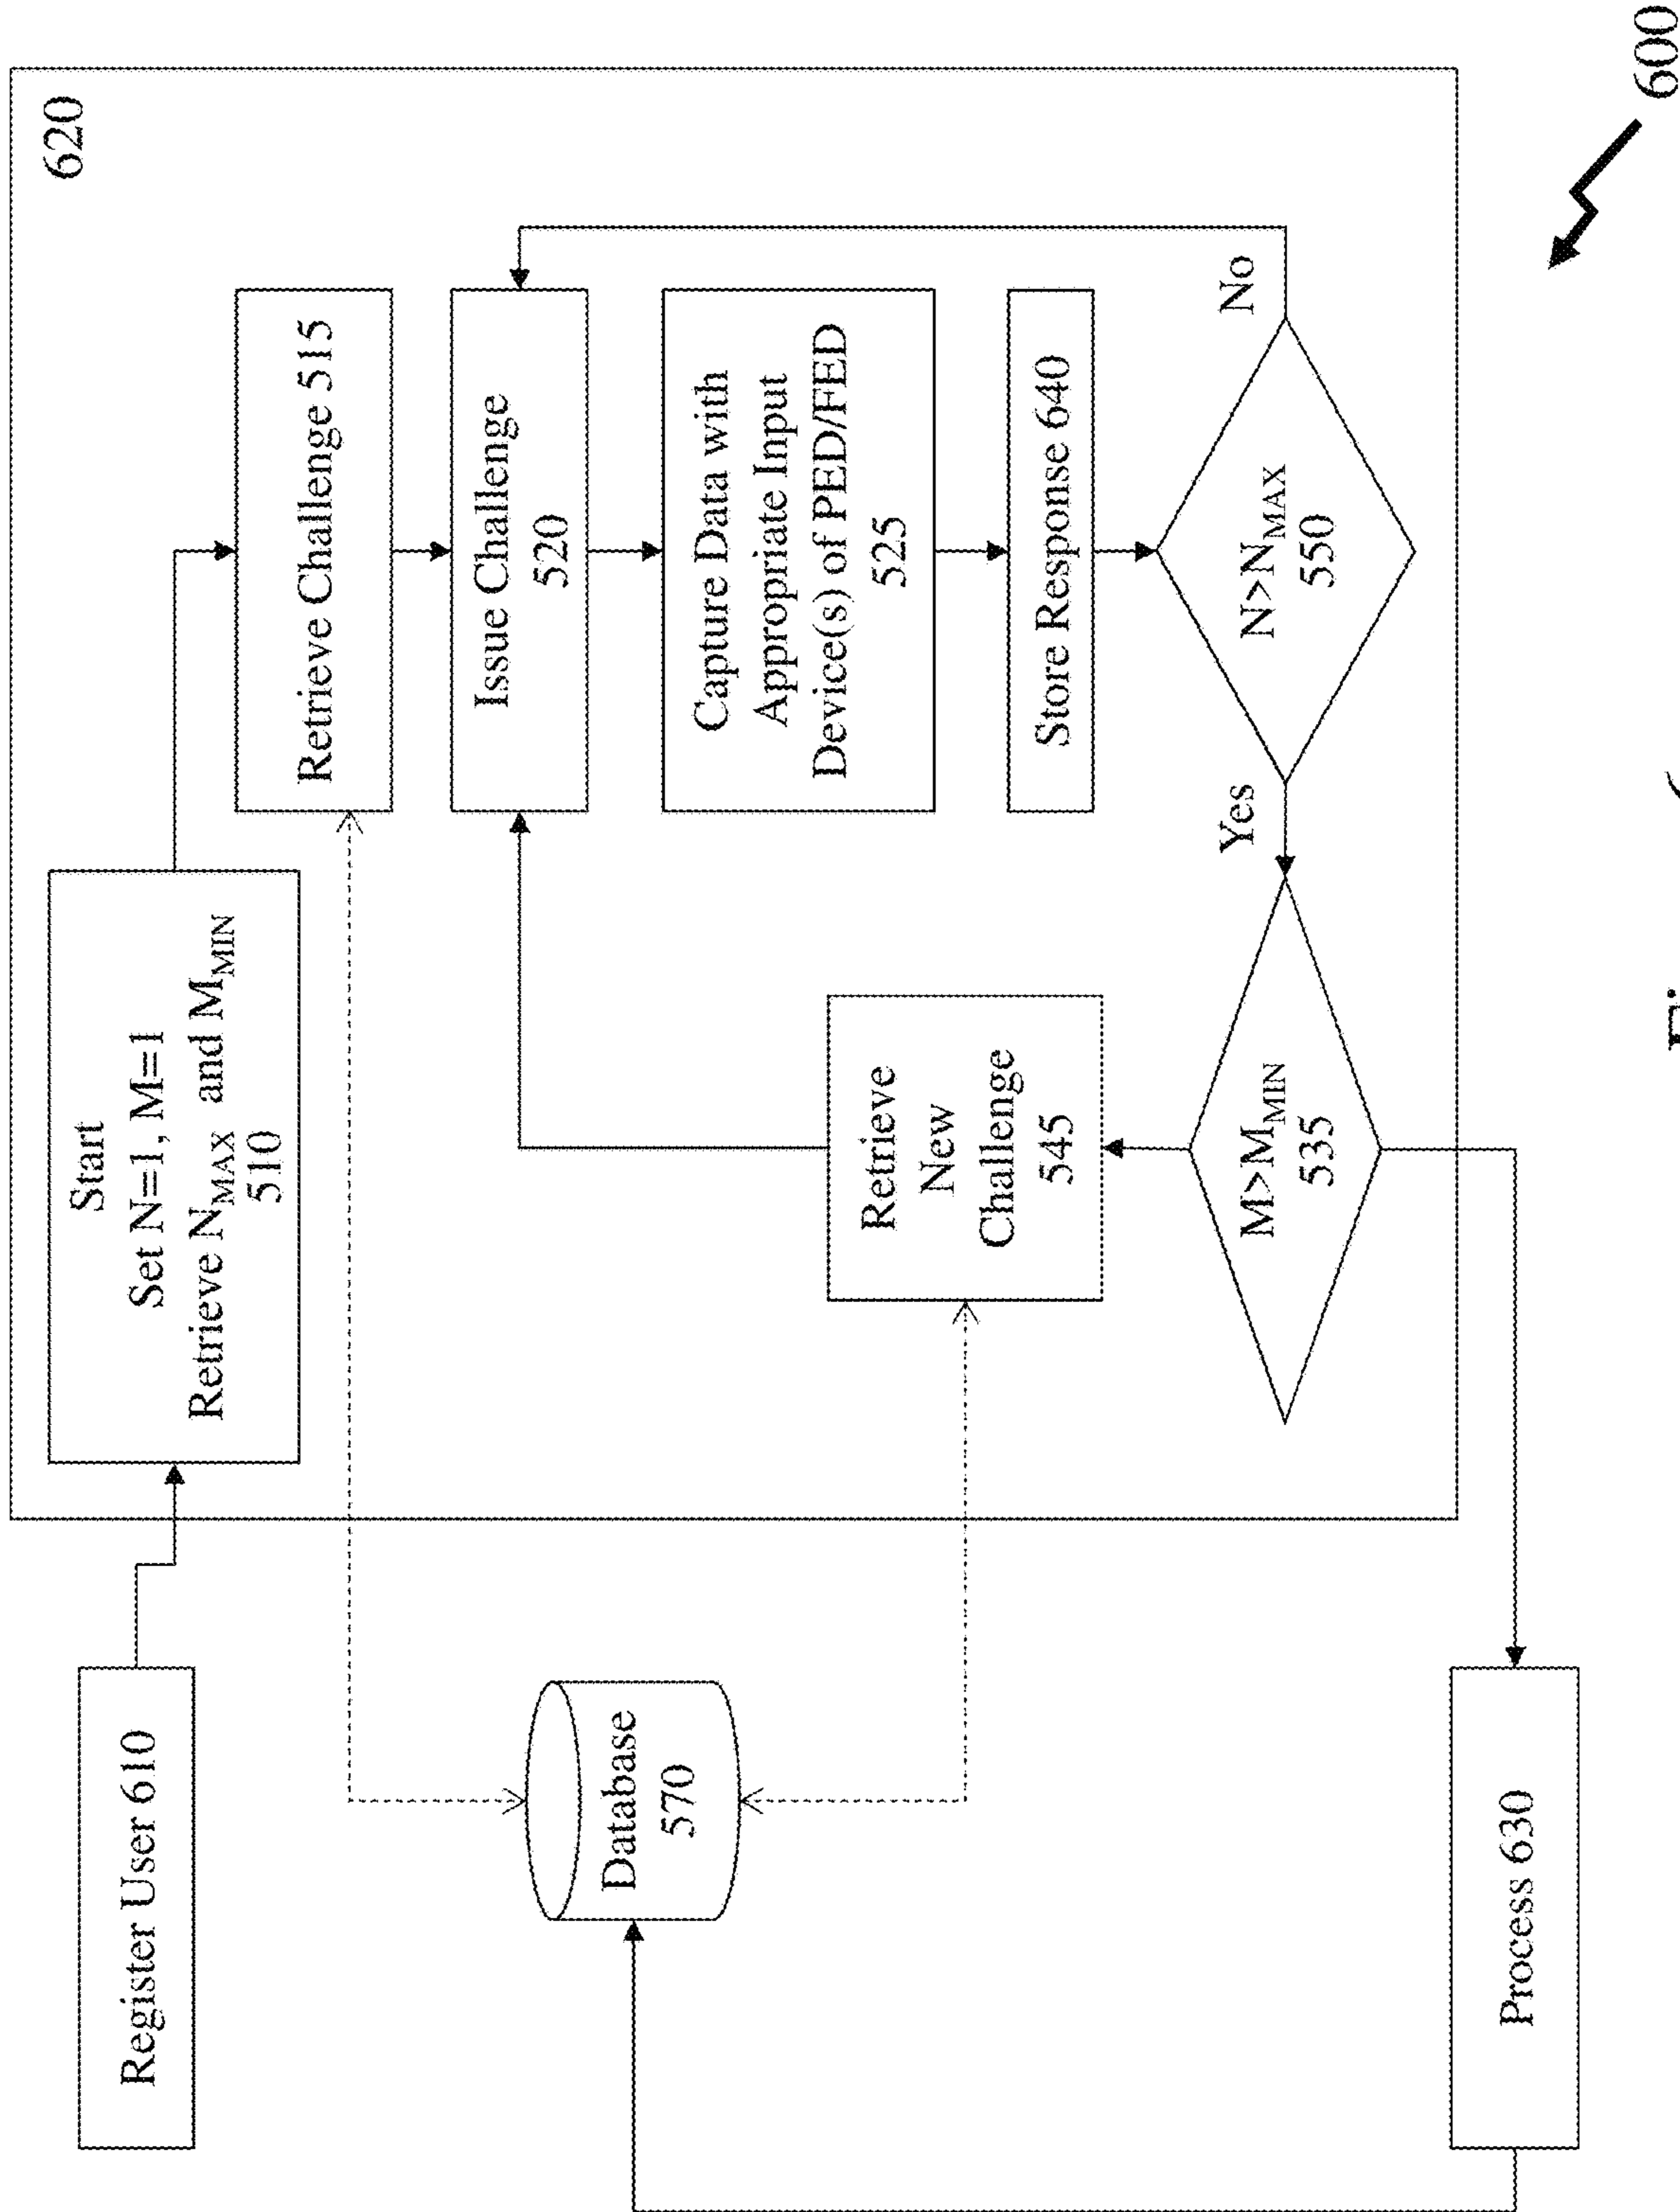 Register User 610
620
Start
Set N=1, M=1
Retrieve NMAX and MMIN
510
Retrieve Challenge 515
Issue Challenge
520
Database
570
Retrieve
New
Challenge
545
Capture Data with
Appropriate Input
Device(s) of PED/FED
525
Store Response 640
M>MMIN
535
Yes
N>NMAX
550
No
Process 630
600